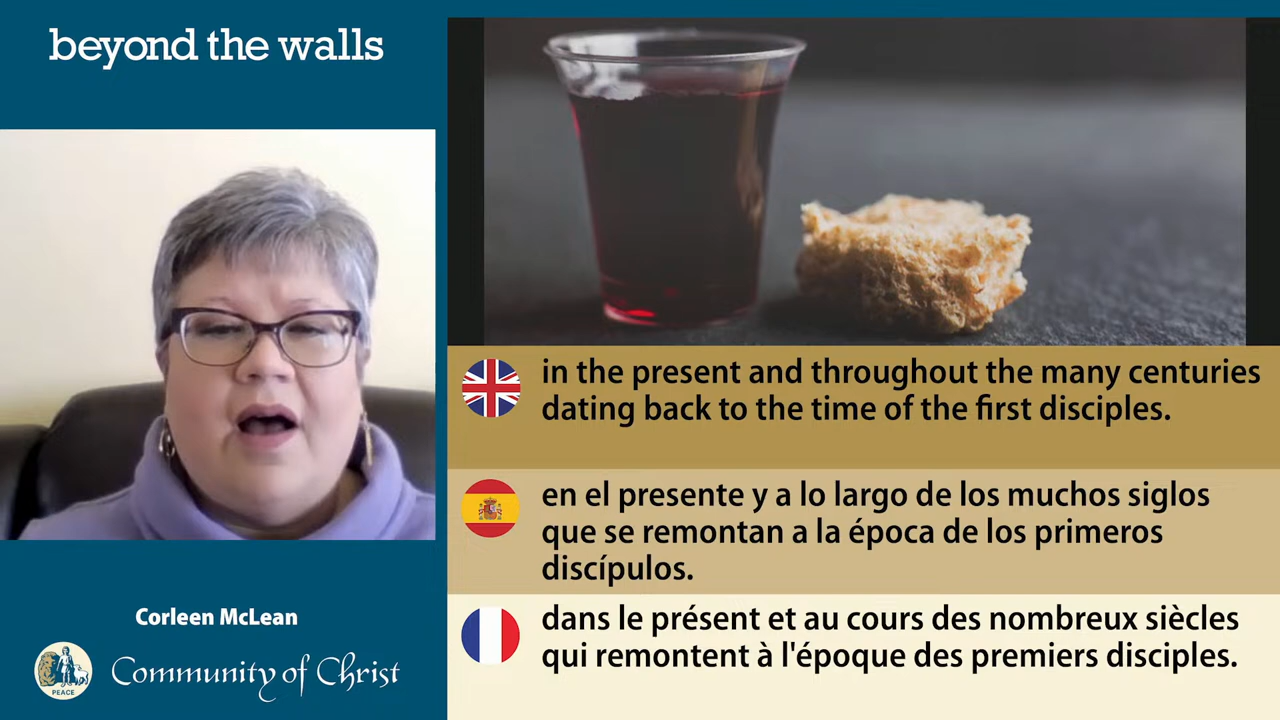 beyond the walls
in the present and throughout the many centuries
dating back to the time of the first disciples.
en el presente y a lo largo de los muchos siglos
que se remontan a la época de los primeros
discípulos.
dans le présent et au cours des nombreux siècles
qui remontent à l'époque des premiers disciples.
Corleen McLean
PEACE
Community of Christ